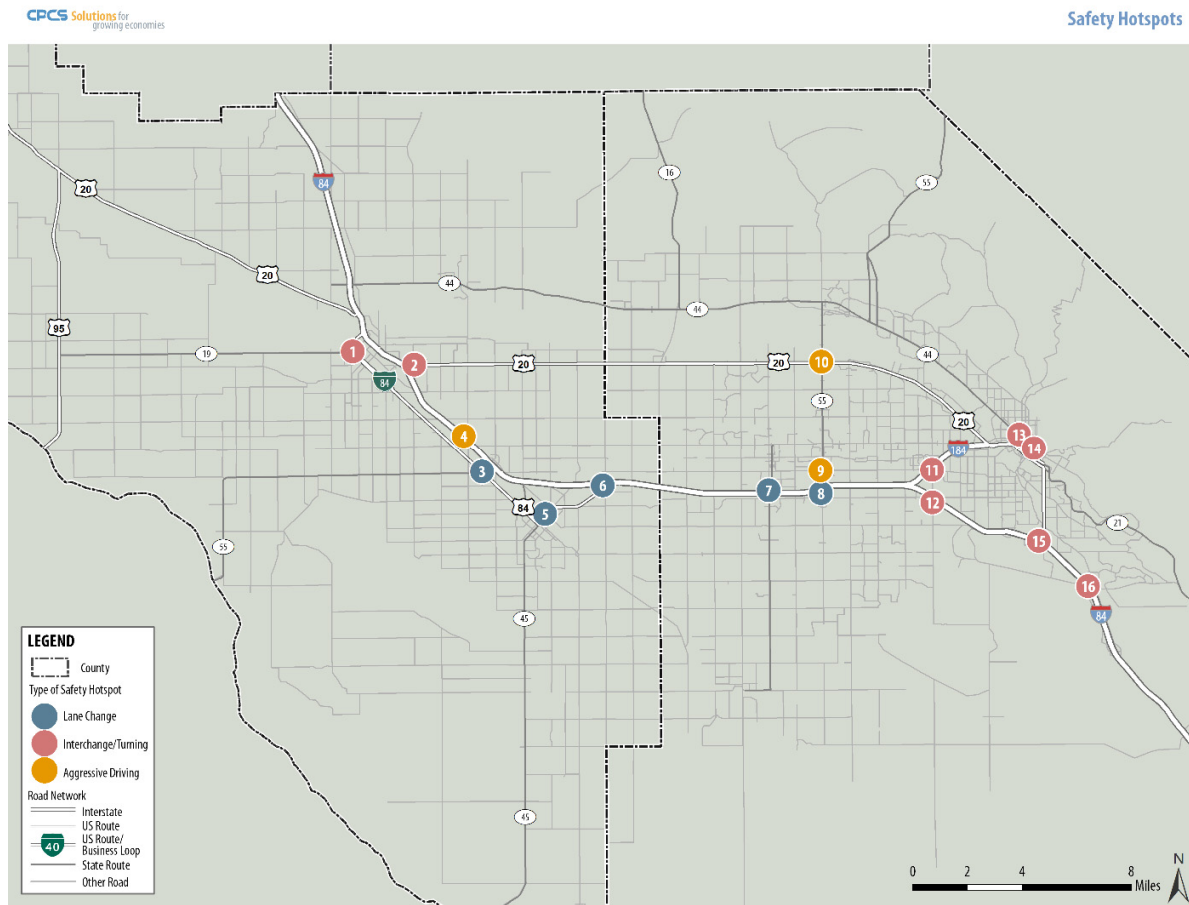 CPCS Solutions for
growing economies
Safety Hotspots
84
16
55
20
20
44
44
95
19
1
2
20
20
10
44
84
55
20
13
14
4
184
3
6
9
11
7
8
12
84
5
21
15
55
16
84
45
45
LEGEND
County
Type of Safety Hotspot
Lane Change
Interchange/Turning
Aggressive Driving
Road Network
Interstate
US Route
US Route/
40
Business Loop
State Route
Other Road
0 2 4 8
Miles
N